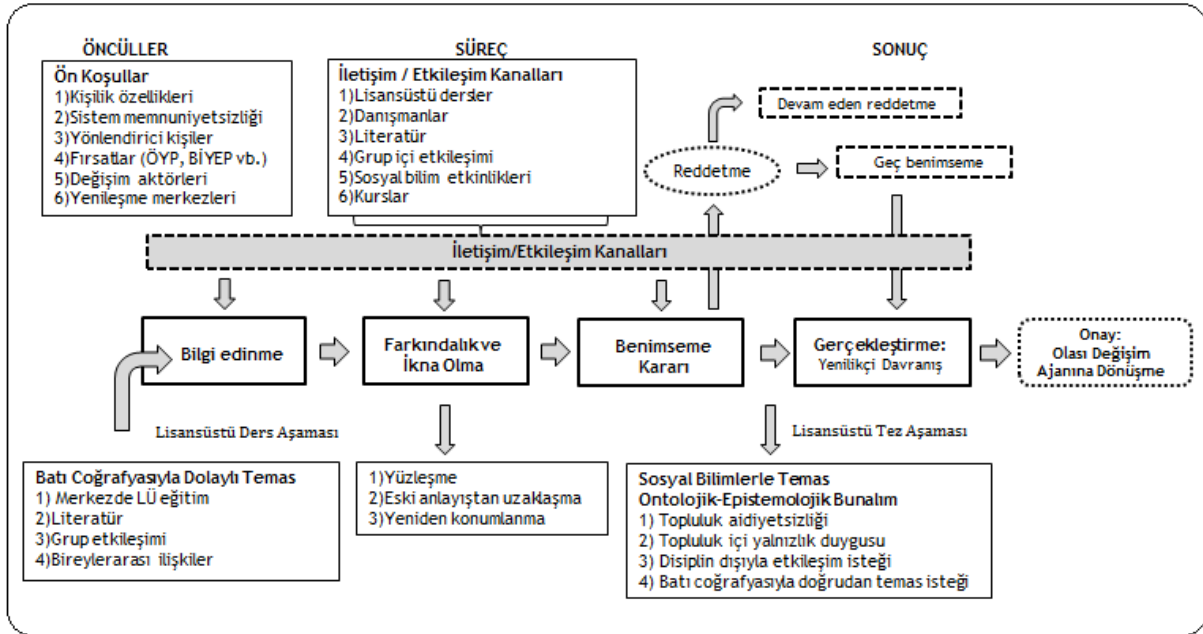 ÖNCÜLLER
Ön Koşullar
1)Kişilik özellikleri
2)Sistem memnuniyetsizliği
3)Yönlendirici kişiler
4)Fırsatlar (ÖYP, BİYEP vb.)
5)Değişim aktörleri
6)Yenileşme merkezleri
SÜREÇ
İletişim / Etkileşim Kanalları
1)Lisansüstü dersler
2)Danışmanlar
3)Literatür
4)Grup içi etkileşimi
5)Sosyal bilim etkinlikleri
6)Kurslar
SONUÇ
Devam eden reddetme
Reddetme
Geç benimseme
İletişim/Etkileşim Kanalları
Bilgi edinme
Farkındalık ve
İkna Olma
Benimseme
Kararı
Gerçekleştirme:
Yenilikçi Davranış
Onay:
Olası Değişim
Ajanına Dönüşme
Lisansüstü Ders Aşaması
Lisansüstü Tez Aşaması
Batı Coğrafyasıyla Dolaylı Temas
1) Merkezde LÜ eğitim
2)Literatür
3)Grup etkileşimi
4)Bireylerarası ilişkiler
1)Yüzleşme
2)Eski anlayıştan uzaklaşma
3)Yeniden konumlanma
Sosyal Bilimlerle Temas
Ontolojik-Epistemolojik Bunalım
1) Topluluk aidiyetsizliği
2) Topluluk içi yalnızlık duygusu
3) Disiplin dışıyla etkileşim isteği
4) Batı coğrafyasıyla doğrudan temas isteği